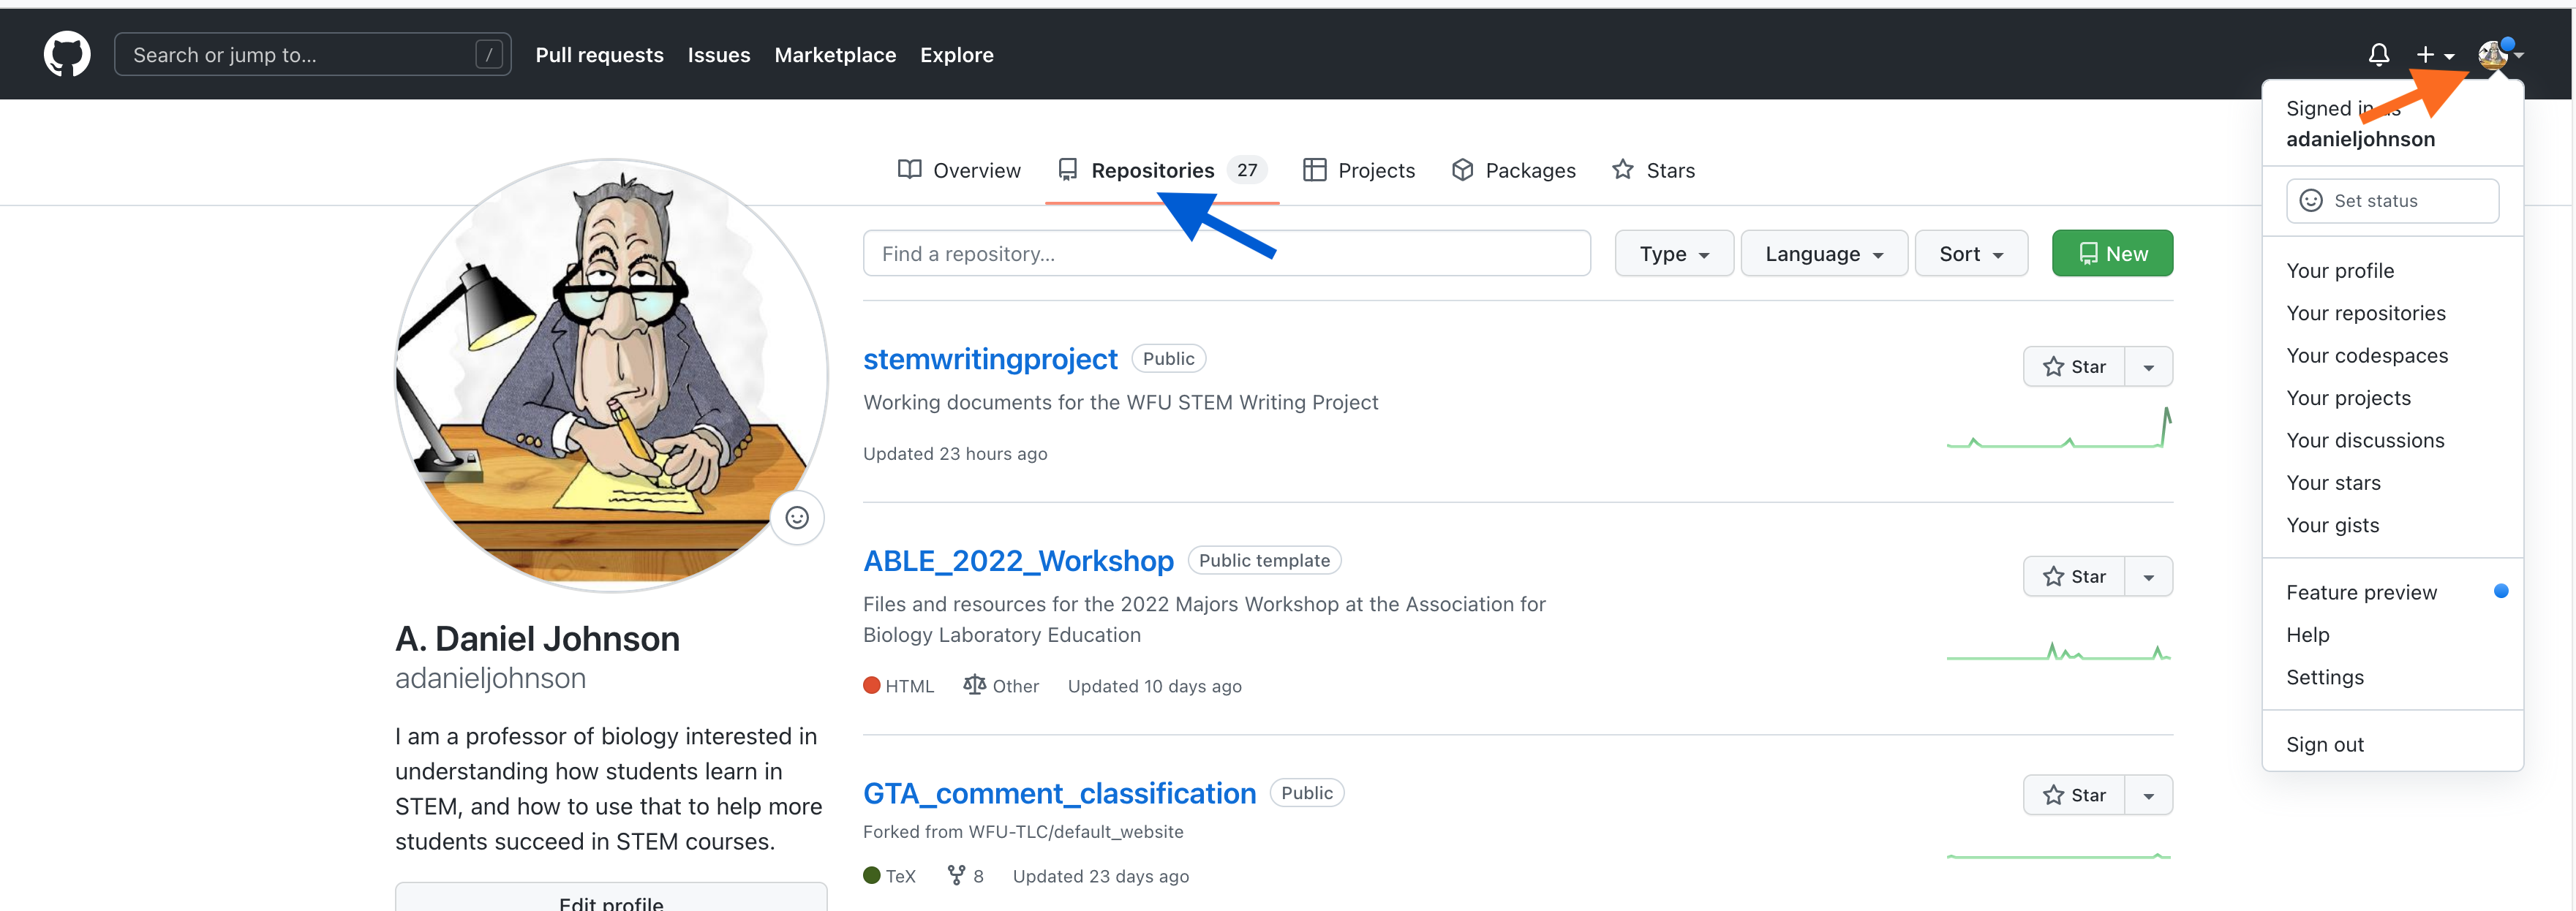 Search or jump to... /
Pull requests
Issues
Marketplace
Explore
Overview
Repositories 27
Projects
Packages
Stars
Find a repository...
Type
Language
Sort
New
A. Daniel Johnson
adanieljohnson
I am a professor of biology interested in
understanding how students learn in
STEM, and how to use that to help more
students succeed in STEM courses.
Edit profile
stemwritingproject Public
Working documents for the WFU STEM Writing Project
Updated 23 hours ago
Star
ABLE_2022_Workshop Public template
Files and resources for the 2022 Majors Workshop at the Association for
Biology Laboratory Education
HTML Other Updated 10 days ago
Star
GTA_comment_classification Public
Forked from WFU-TLC/default_website
TeX 8 Updated 23 days ago
Star
Signed in as
adanieljohnson
Set status
Your profile
Your repositories
Your codespaces
Your projects
Your discussions
Your stars
Your gists
Feature preview
Help
Settings
Sign out